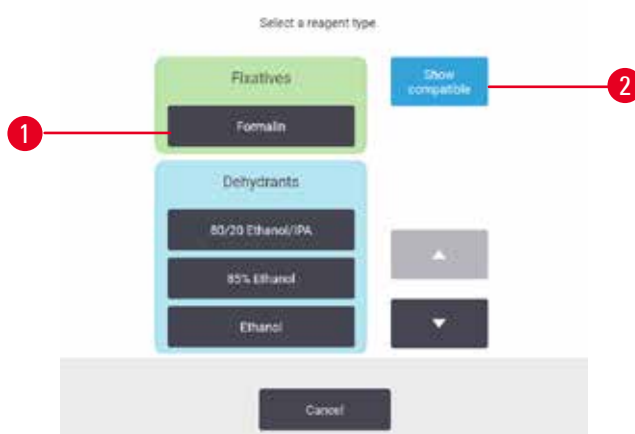 Select a reagent type
Fixatives
Show
compatible
2
1
Formalin
Dehydrants
80/20 Ethanol/IPA
85% Ethanol
Ethanol
Cancel